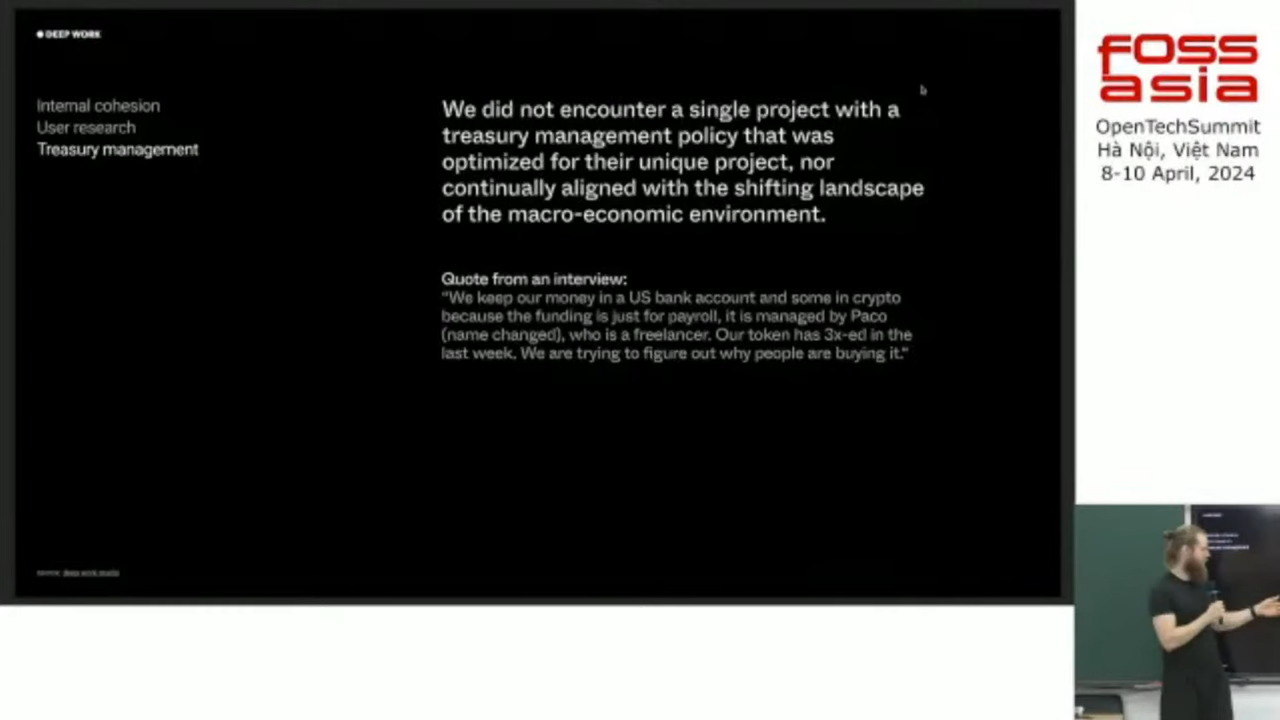 DEEP WORK
Internal cohesion
User research
Treasury management
We did not encounter a single project with a
treasury management policy that was
optimized for their unique project, nor
continually aligned with the shifting landscape
of the macro-economic environment.
Quote from an interview:
"We keep our money in a US bank account and some in crypto
because the funding is just for payroll, it is managed by Paco
(name changed), who is a freelancer. Our token has 3x-ed in the
last week. We are trying to figure out why people are buying it."
FOSS
asia
OpenTechSummit
Hà Nội, Việt Nam
8-10 April, 2024